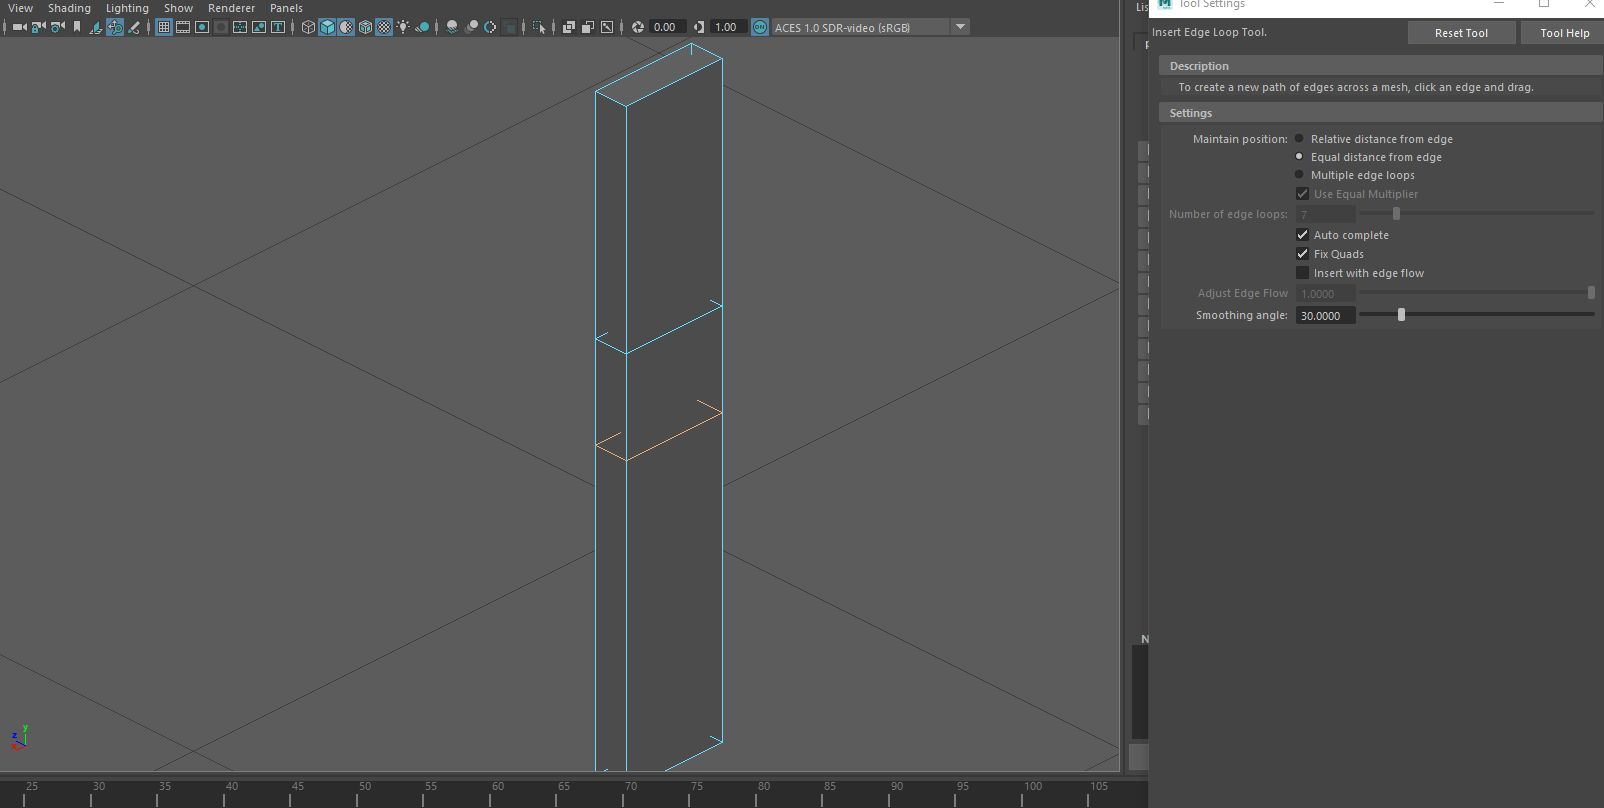 View Shading Lighting Show Renderer Panels
0.00 1.00 ON ACES 1.0 SDR-video (sRGB)
Lis
Tool Settings
Insert Edge Loop Tool.
Reset Tool
Tool Help
Description
To create a new path of edges across a mesh, click an edge and drag.
Settings
Maintain position: Relative distance from edge
Equal distance from edge
Multiple edge loops
Use Equal Multiplier
Number of edge loops: 7
Auto complete
Fix Quads
Insert with edge flow
Adjust Edge Flow 1.0000
Smoothing angle: 30.0000
N
y
z
x
25 30 35 40 45 50 55 60 65 70 75 80 85 90 95 100 105